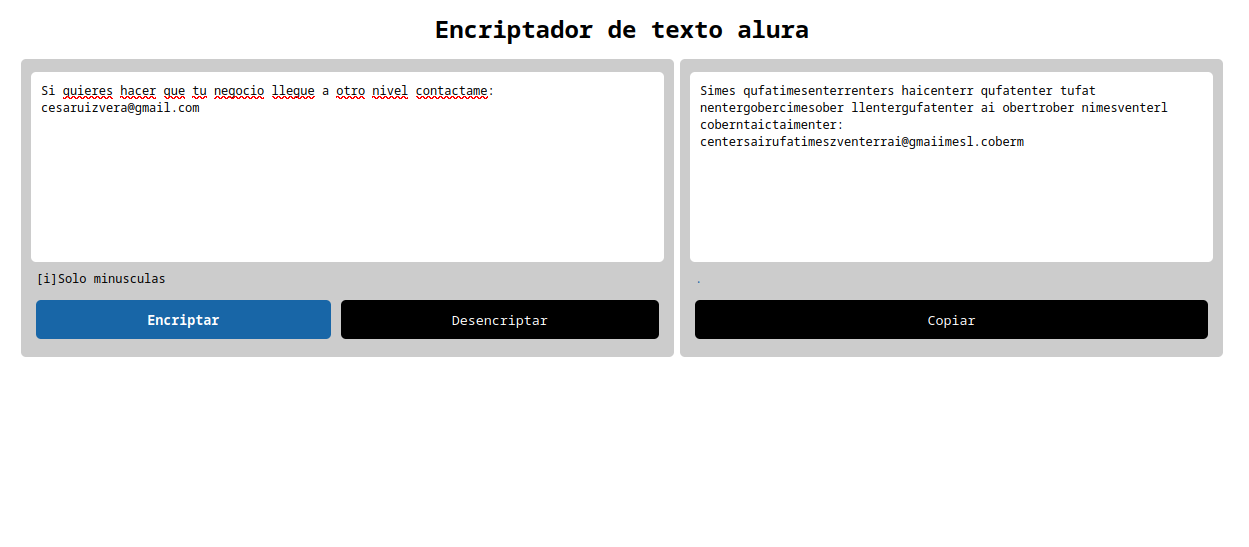 Encriptador de texto alura
Si quieres hacer que tu negocio llegue a otro nivel contactame:
cesaruizvera@gmail.com
[i]Solo minusculas
Encriptar
Desencriptar
Simes qufatimesenterrenters haicenterr qufatenter tufat
nentergobercimesober llentergufatenter ai obertrober nimesventerl
coberntaictaimenter:
centersairufatimeszventerrai@gmaiimesl.coberm
.
Copiar